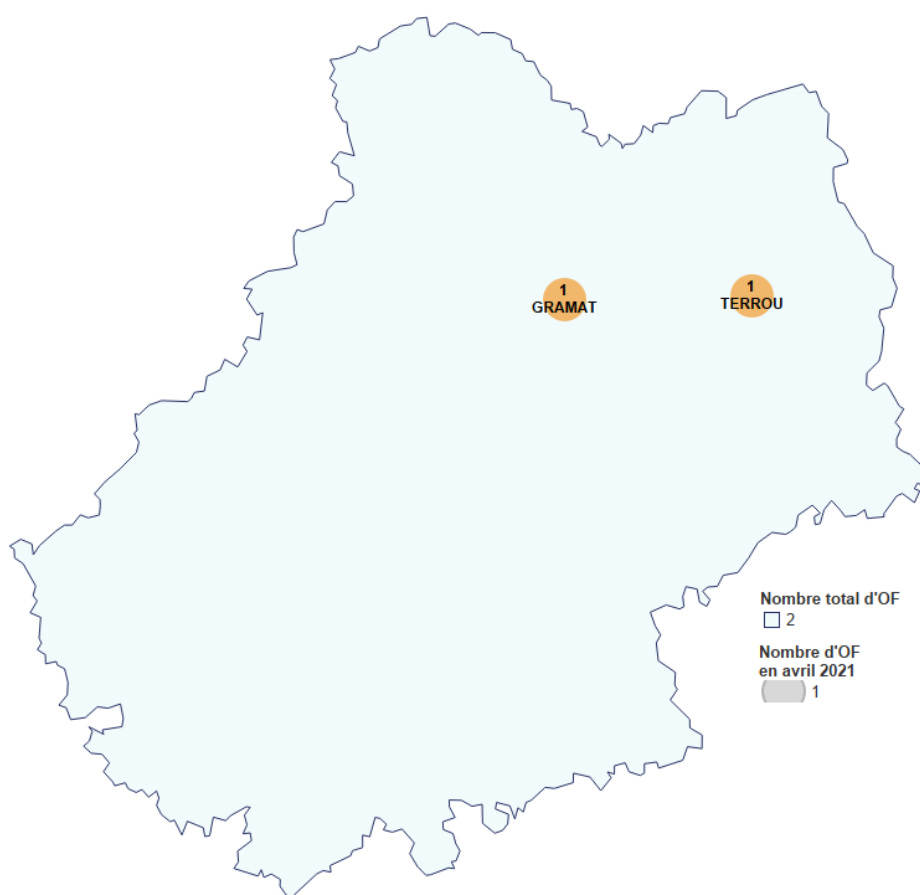 1
GRAMAT
1
TERROU
Nombre total d'OF
2
Nombre d'OF
en avril 2021
1